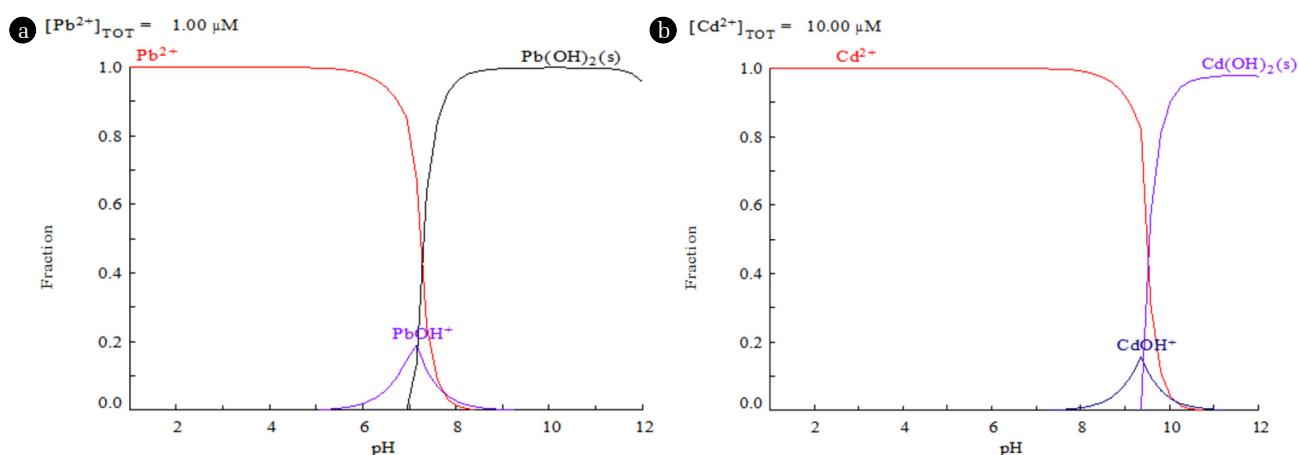 a [Pb²⁺]TOT = 1.00 µM
Pb²⁺
Pb(OH)₂(s)
1.0
0.8
0.6
0.4
0.2
0.0
Fraction
PbOH⁺
2 4 6 8 10 12
pH
b [Cd²⁺]TOT = 10.00 µM
Cd²⁺
Cd(OH)₂(s)
1.0
0.8
0.6
0.4
0.2
0.0
Fraction
CdOH⁺
2 4 6 8 10 12
pH